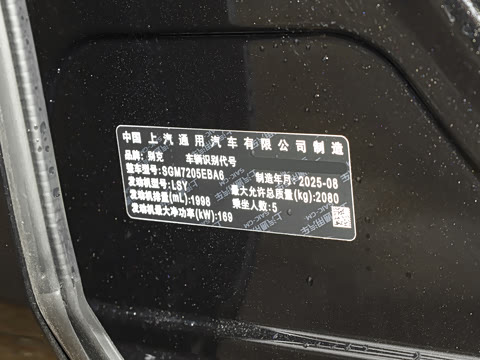 中国 上汽通用汽车有限公司 制造
品牌: 别克 车辆识别代号
整车型号:SGM7205EBA6 制造年月:2025-08
发动机型号: LSY 最大允许总质量(kg):2080
发动机排量(mL):1998 乘坐人数:5
发动机最大净功率(kW):169